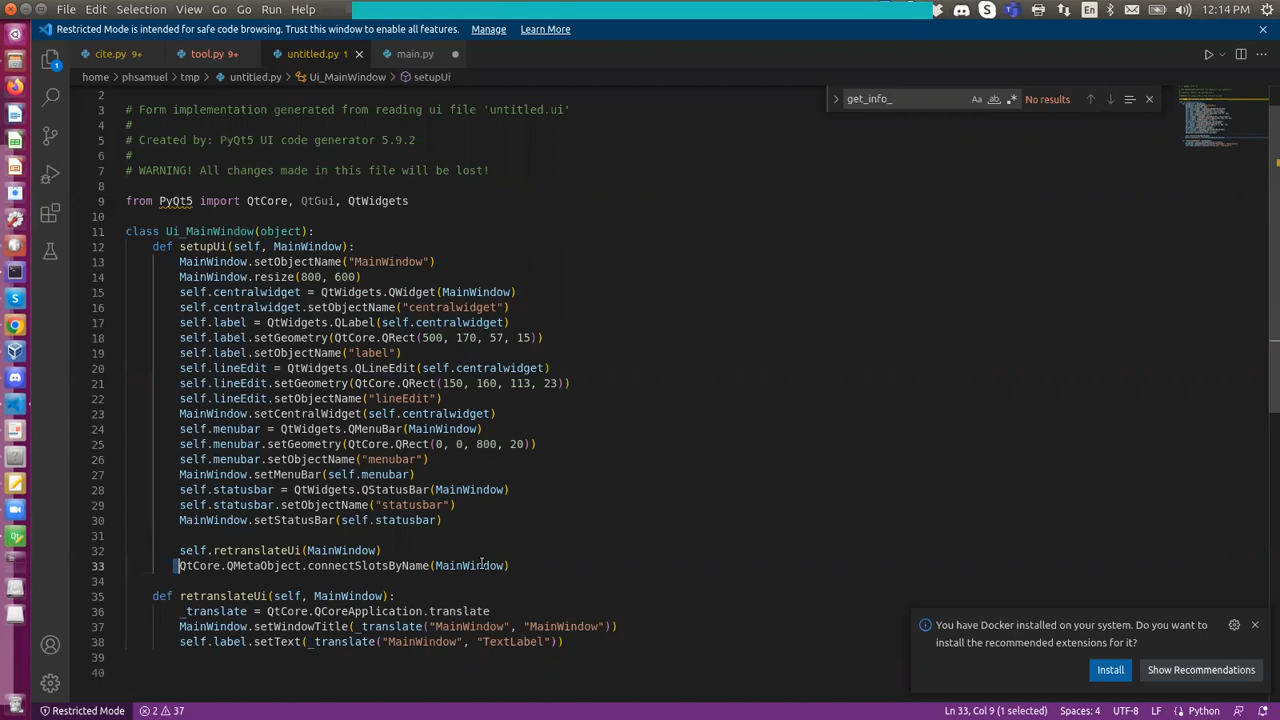 File Edit Selection View Go Run Help
En
12:14 PM
Restricted Mode is intended for safe code browsing. Trust this window to enable all features. Manage Learn More
cite.py 9+ tool.py 9+ untitled.py 1 main.py
home > phsamuel > tmp > untitled.py > Ui_MainWindow > setupUi
get_info_ Aa ab .* No results
2
3 # Form implementation generated from reading ui file 'untitled.ui'
4 #
5 # Created by: PyQt5 UI code generator 5.9.2
6 #
7 # WARNING! All changes made in this file will be lost!
8
9 from PyQt5 import QtCore, QtGui, QtWidgets
10
11 class Ui_MainWindow(object):
12 def setupUi(self, MainWindow):
13 MainWindow.setObjectName("MainWindow")
14 MainWindow.resize(800, 600)
15 self.centralwidget = QtWidgets.QWidget(MainWindow)
16 self.centralwidget.setObjectName("centralwidget")
17 self.label = QtWidgets.QLabel(self.centralwidget)
18 self.label.setGeometry(QtCore.QRect(500, 170, 57, 15))
19 self.label.setObjectName("label")
20 self.lineEdit = QtWidgets.QLineEdit(self.centralwidget)
21 self.lineEdit.setGeometry(QtCore.QRect(150, 160, 113, 23))
22 self.lineEdit.setObjectName("lineEdit")
23 MainWindow.setCentralWidget(self.centralwidget)
24 self.menubar = QtWidgets.QMenuBar(MainWindow)
25 self.menubar.setGeometry(QtCore.QRect(0, 0, 800, 20))
26 self.menubar.setObjectName("menubar")
27 MainWindow.setMenuBar(self.menubar)
28 self.statusbar = QtWidgets.QStatusBar(MainWindow)
29 self.statusbar.setObjectName("statusbar")
30 MainWindow.setStatusBar(self.statusbar)
31
32 self.retranslateUi(MainWindow)
33 QtCore.QMetaObject.connectSlotsByName(MainWindow)
34
35 def retranslateUi(self, MainWindow):
36 _translate = QtCore.QCoreApplication.translate
37 MainWindow.setWindowTitle(_translate("MainWindow", "MainWindow"))
38 self.label.setText(_translate("MainWindow", "TextLabel"))
39
40
You have Docker installed on your system. Do you want to
install the recommended extensions for it?
Install Show Recommendations
Restricted Mode 2 37 Ln 33, Col 9 (1 selected) Spaces: 4 UTF-8 LF Python